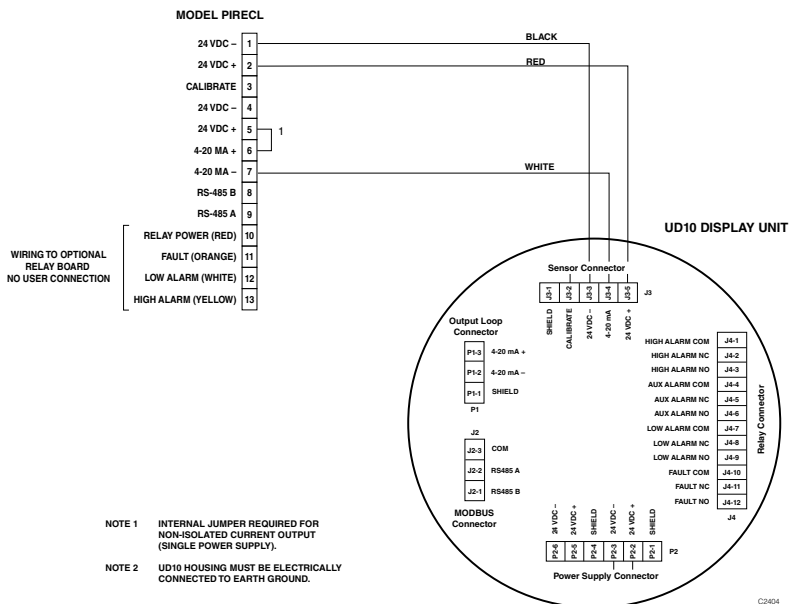 MODEL PIRECL
24 VDC – 1
24 VDC + 2
CALIBRATE 3
24 VDC – 4
24 VDC + 5
4-20 MA + 6
4-20 MA – 7
RS-485 B 8
RS-485 A 9
RELAY POWER (RED) 10
FAULT (ORANGE) 11
LOW ALARM (WHITE) 12
HIGH ALARM (YELLOW) 13
1
WIRING TO OPTIONAL
RELAY BOARD
NO USER CONNECTION
BLACK
RED
WHITE
UD10 DISPLAY UNIT
Sensor Connector
J3-1
J3-2
J3-3
J3-4
J3-5
J3
SHIELD
CALIBRATE
24 VDC –
4-20 mA
24 VDC +
Output Loop
Connector
P1-3 4-20 mA +
P1-2 4-20 mA –
P1-1 SHIELD
P1
J2
J2-3 COM
J2-2 RS485 A
J2-1 RS485 B
MODBUS
Connector
HIGH ALARM COM J4-1
HIGH ALARM NC J4-2
HIGH ALARM NO J4-3
AUX ALARM COM J4-4
AUX ALARM NC J4-5
AUX ALARM NO J4-6
LOW ALARM COM J4-7
LOW ALARM NC J4-8
LOW ALARM NO J4-9
FAULT COM J4-10
FAULT NC J4-11
FAULT NO J4-12
J4
Relay Connector
24 VDC –
24 VDC +
SHIELD
24 VDC –
24 VDC +
SHIELD
P2-6
P2-5
P2-4
P2-3
P2-2
P2-1
P2
Power Supply Connector
NOTE 1 INTERNAL JUMPER REQUIRED FOR
NON-ISOLATED CURRENT OUTPUT
(SINGLE POWER SUPPLY).
NOTE 2 UD10 HOUSING MUST BE ELECTRICALLY
CONNECTED TO EARTH GROUND.
C2404